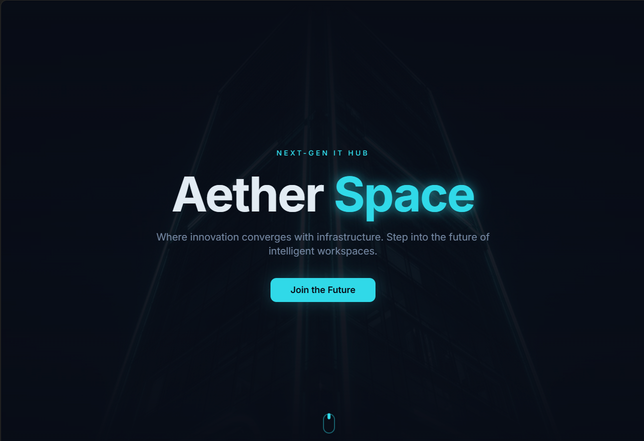 NEXT-GEN IT HUB
Aether Space
Where innovation converges with infrastructure. Step into the future of
intelligent workspaces.
Join the Future